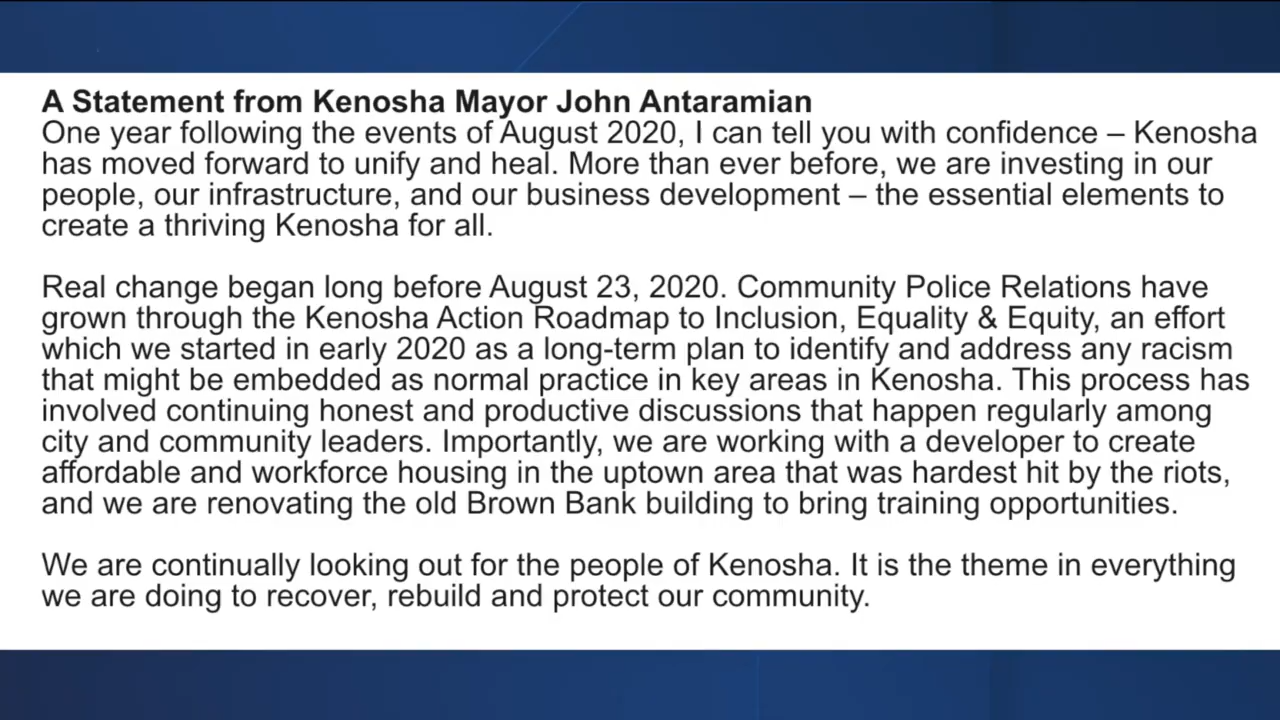 A Statement from Kenosha Mayor John Antaramian
One year following the events of August 2020, I can tell you with confidence – Kenosha
has moved forward to unify and heal. More than ever before, we are investing in our
people, our infrastructure, and our business development – the essential elements to
create a thriving Kenosha for all.
Real change began long before August 23, 2020. Community Police Relations have
grown through the Kenosha Action Roadmap to Inclusion, Equality & Equity, an effort
which we started in early 2020 as a long-term plan to identify and address any racism
that might be embedded as normal practice in key areas in Kenosha. This process has
involved continuing honest and productive discussions that happen regularly among
city and community leaders. Importantly, we are working with a developer to create
affordable and workforce housing in the uptown area that was hardest hit by the riots,
and we are renovating the old Brown Bank building to bring training opportunities.
We are continually looking out for the people of Kenosha. It is the theme in everything
we are doing to recover, rebuild and protect our community.